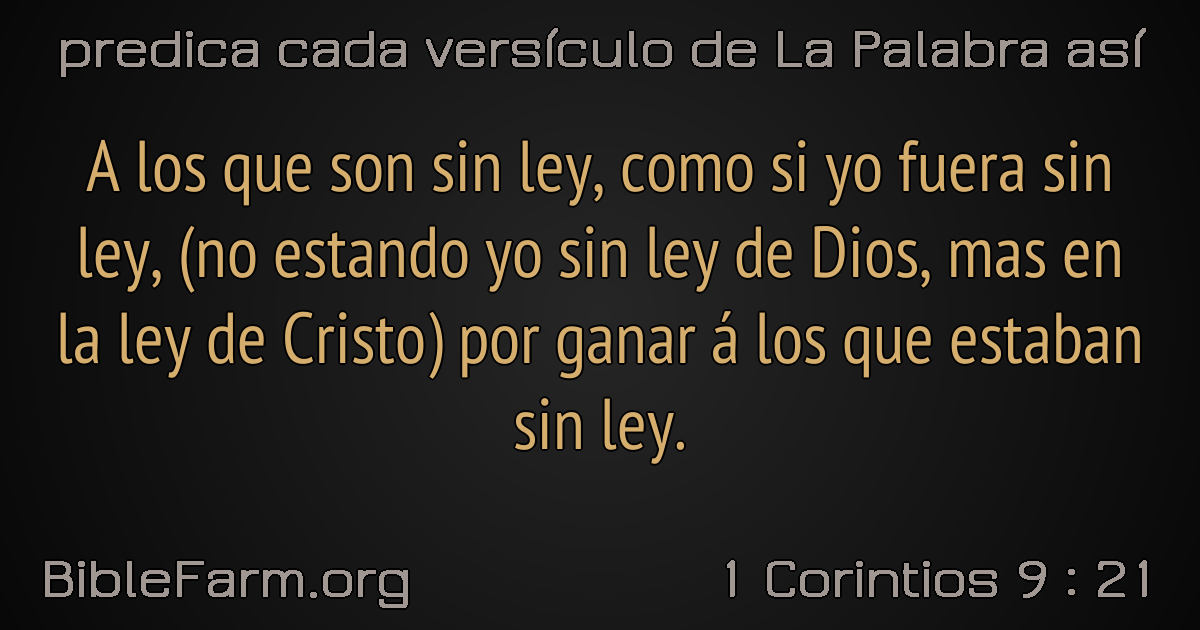 predica cada versículo de La Palabra así
A los que son sin ley, como si yo fuera sin
ley, (no estando yo sin ley de Dios, mas en
la ley de Cristo) por ganar á los que estaban
sin ley.
BibleFarm.org
1 Corintios 9 : 21